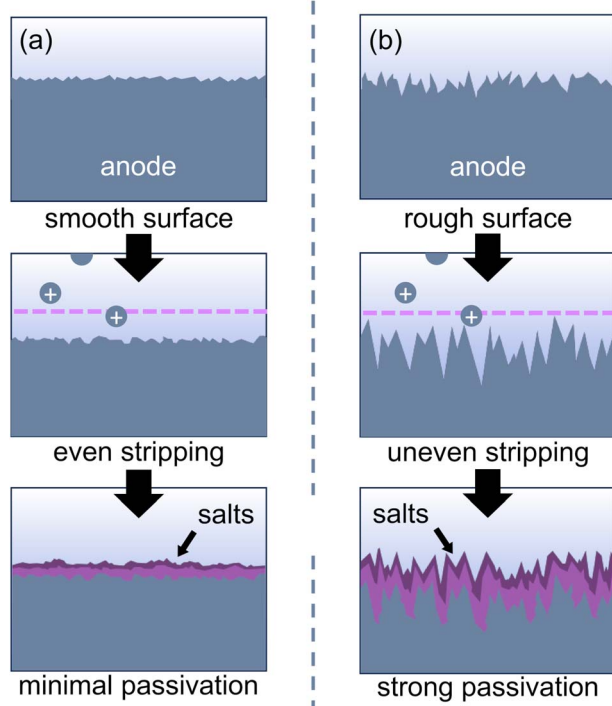 (a)
anode
smooth surface
+
+
even stripping
salts
minimal passivation
(b)
anode
rough surface
+
+
uneven stripping
salts
strong passivation